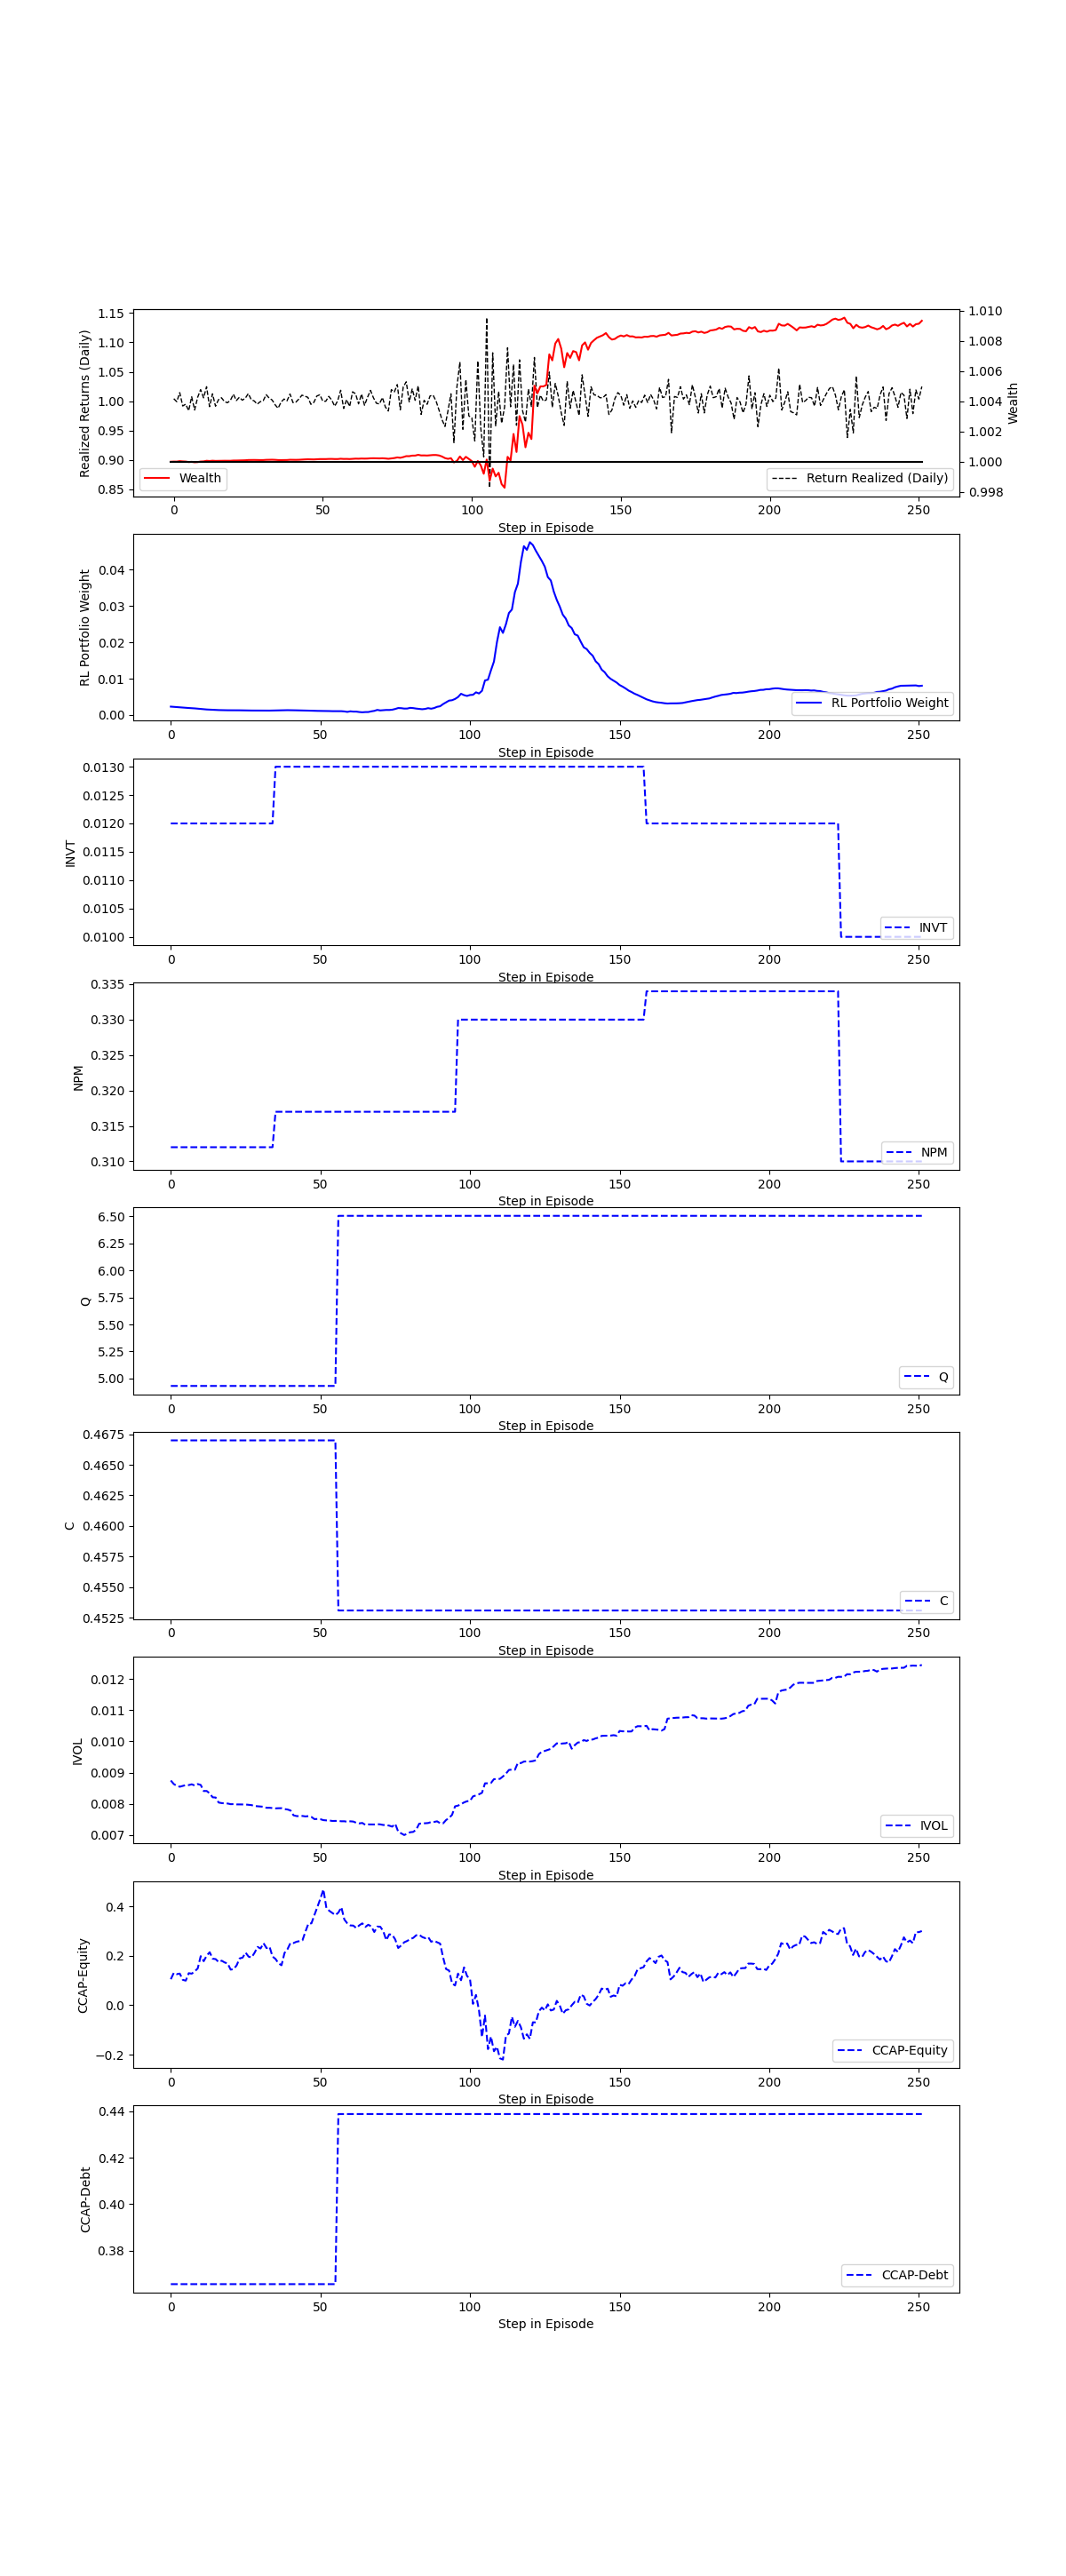 1.15
1.10
1.05
1.00
0.95
0.90
0.85
Realized Returns (Daily)
1.010
1.008
1.006
1.004
1.002
1.000
0.998
Wealth
Wealth
Return Realized (Daily)
0 50 100 150 200 250
Step in Episode
0.04
0.03
0.02
0.01
0.00
RL Portfolio Weight
RL Portfolio Weight
0 50 100 150 200 250
Step in Episode
0.0130
0.0125
0.0120
0.0115
0.0110
0.0105
0.0100
INVT
INVT
0 50 100 150 200 250
Step in Episode
0.335
0.330
0.325
0.320
0.315
0.310
NPM
NPM
0 50 100 150 200 250
Step in Episode
6.50
6.25
6.00
5.75
5.50
5.25
5.00
Q
Q
0 50 100 150 200 250
Step in Episode
0.4675
0.4650
0.4625
0.4600
0.4575
0.4550
0.4525
C
C
0 50 100 150 200 250
Step in Episode
0.012
0.011
0.010
0.009
0.008
0.007
IVOL
IVOL
0 50 100 150 200 250
Step in Episode
0.4
0.2
0.0
−0.2
CCAP-Equity
CCAP-Equity
0 50 100 150 200 250
Step in Episode
0.44
0.42
0.40
0.38
CCAP-Debt
CCAP-Debt
0 50 100 150 200 250
Step in Episode